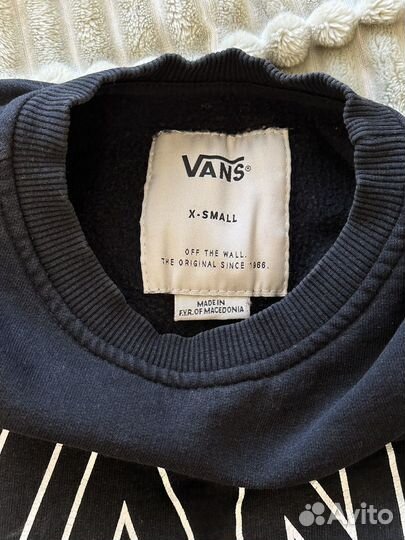 VANS®
X-SMALL
OFF THE WALL.
THE ORIGINAL SINCE 1966.
MADE IN
F.Y.R. OF MACEDONIA
Avito